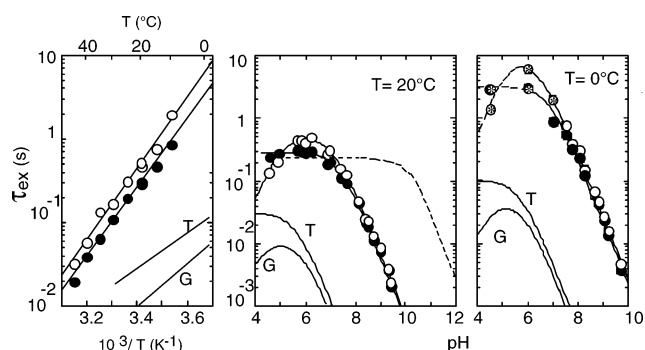 T (°C)
40 20 0
10
1
10⁻¹
10⁻²
τex (s)
T
G
3.2 3.4 3.6
10 3/ T (K-1)
T= 20°C
10
1
10⁻¹
10⁻²
10⁻³
T
G
4 6 8 10 12
T= 0°C
T
G
4 6 8 10
pH